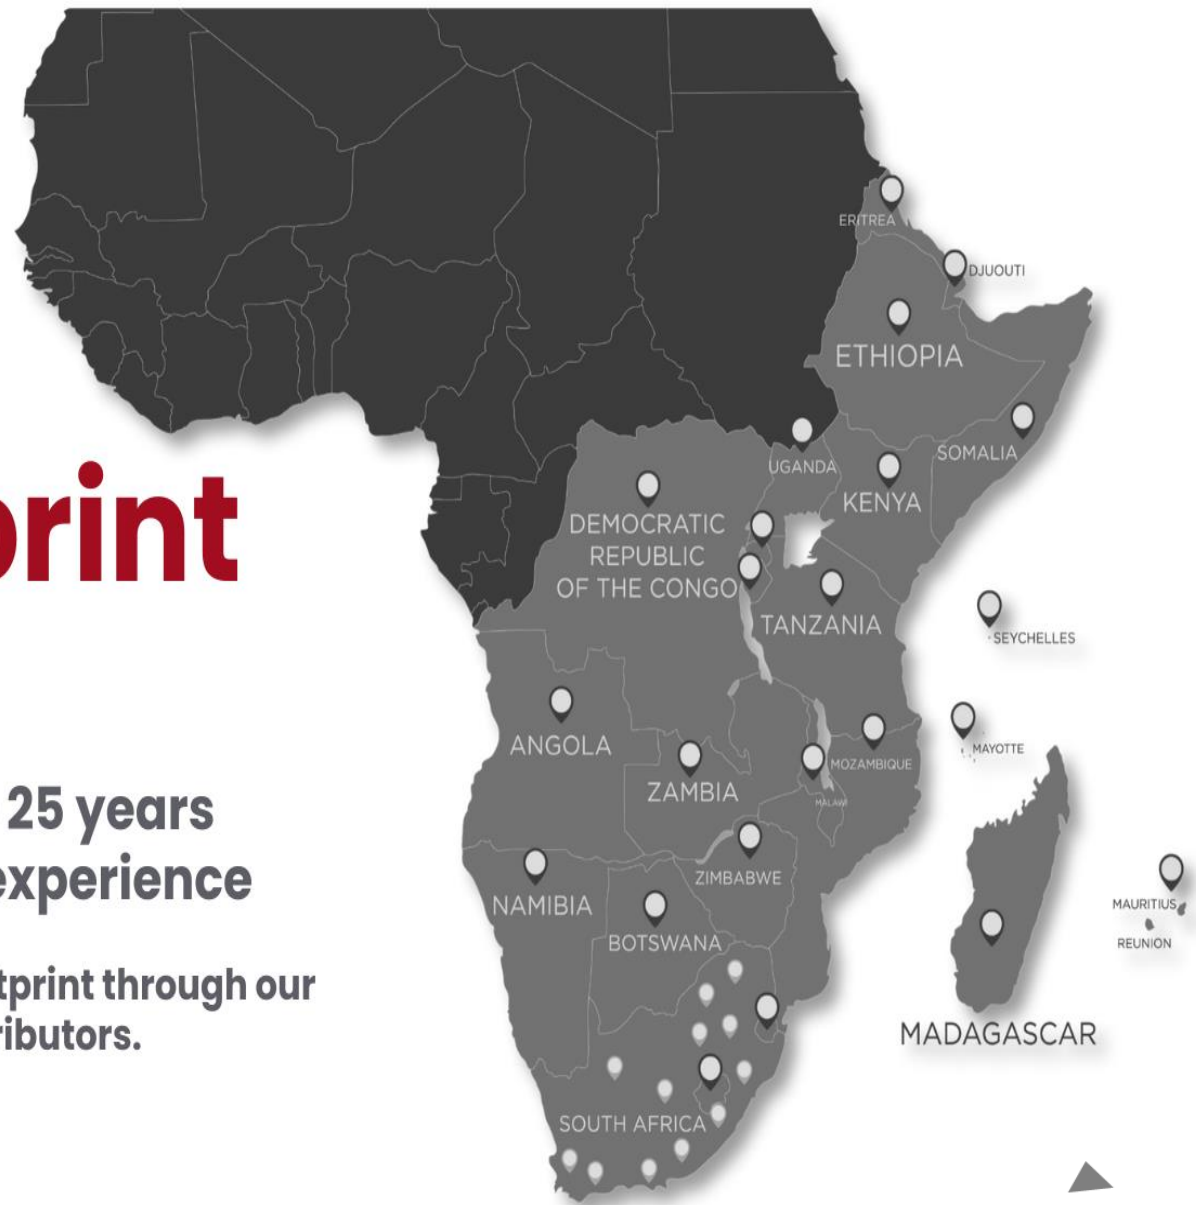 print
25 years
experience
tprint through our
ributors.
ERITREA
DJUOUTI
ETHIOPIA
SOMALIA
UGANDA
KENYA
DEMOCRATIC
REPUBLIC
OF THE CONGO
TANZANIA
SEYCHELLES
ANGOLA
MAYOTTE
MOZAMBIQUE
ZAMBIA
MALAWI
ZIMBABWE
NAMIBIA
BOTSWANA
MAURITIUS
REUNION
MADAGASCAR
SOUTH AFRICA